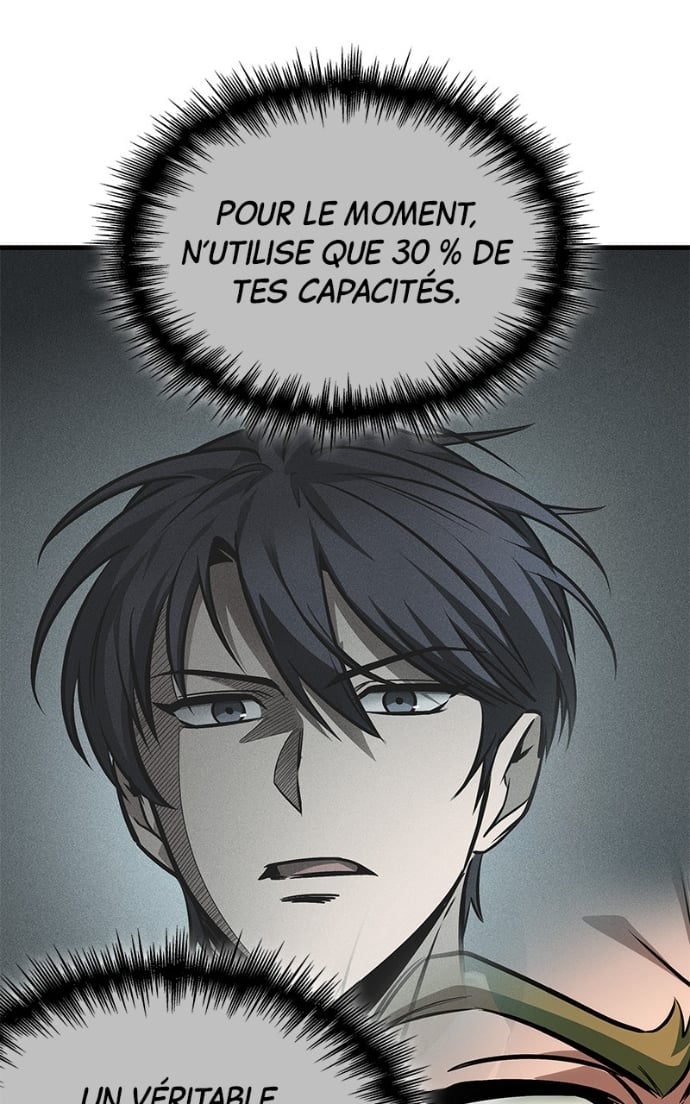 POUR LE MOMENT,
N'UTILISE QUE 30 % DE
TES CAPACITÉS.
UN VÉRITABLE